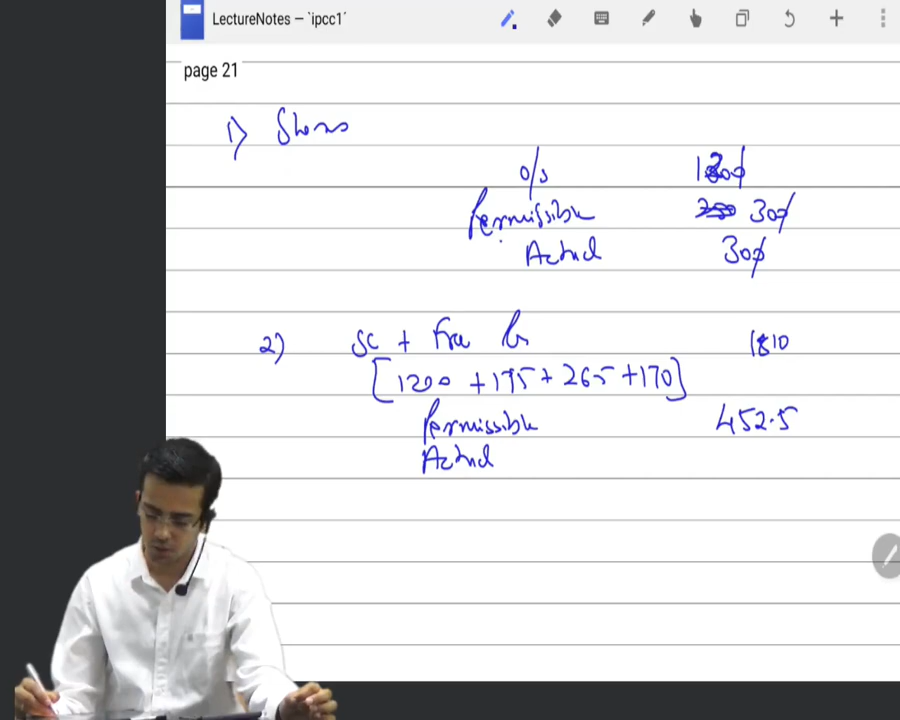 LectureNotes – `ipcc1´
page 21
1) Shares
o/s 1200
Permissible 300
Actual 300
2) SC + Free Rs 1810
[1200 + 175 + 265 + 170]
Permissible 452.5
Actual